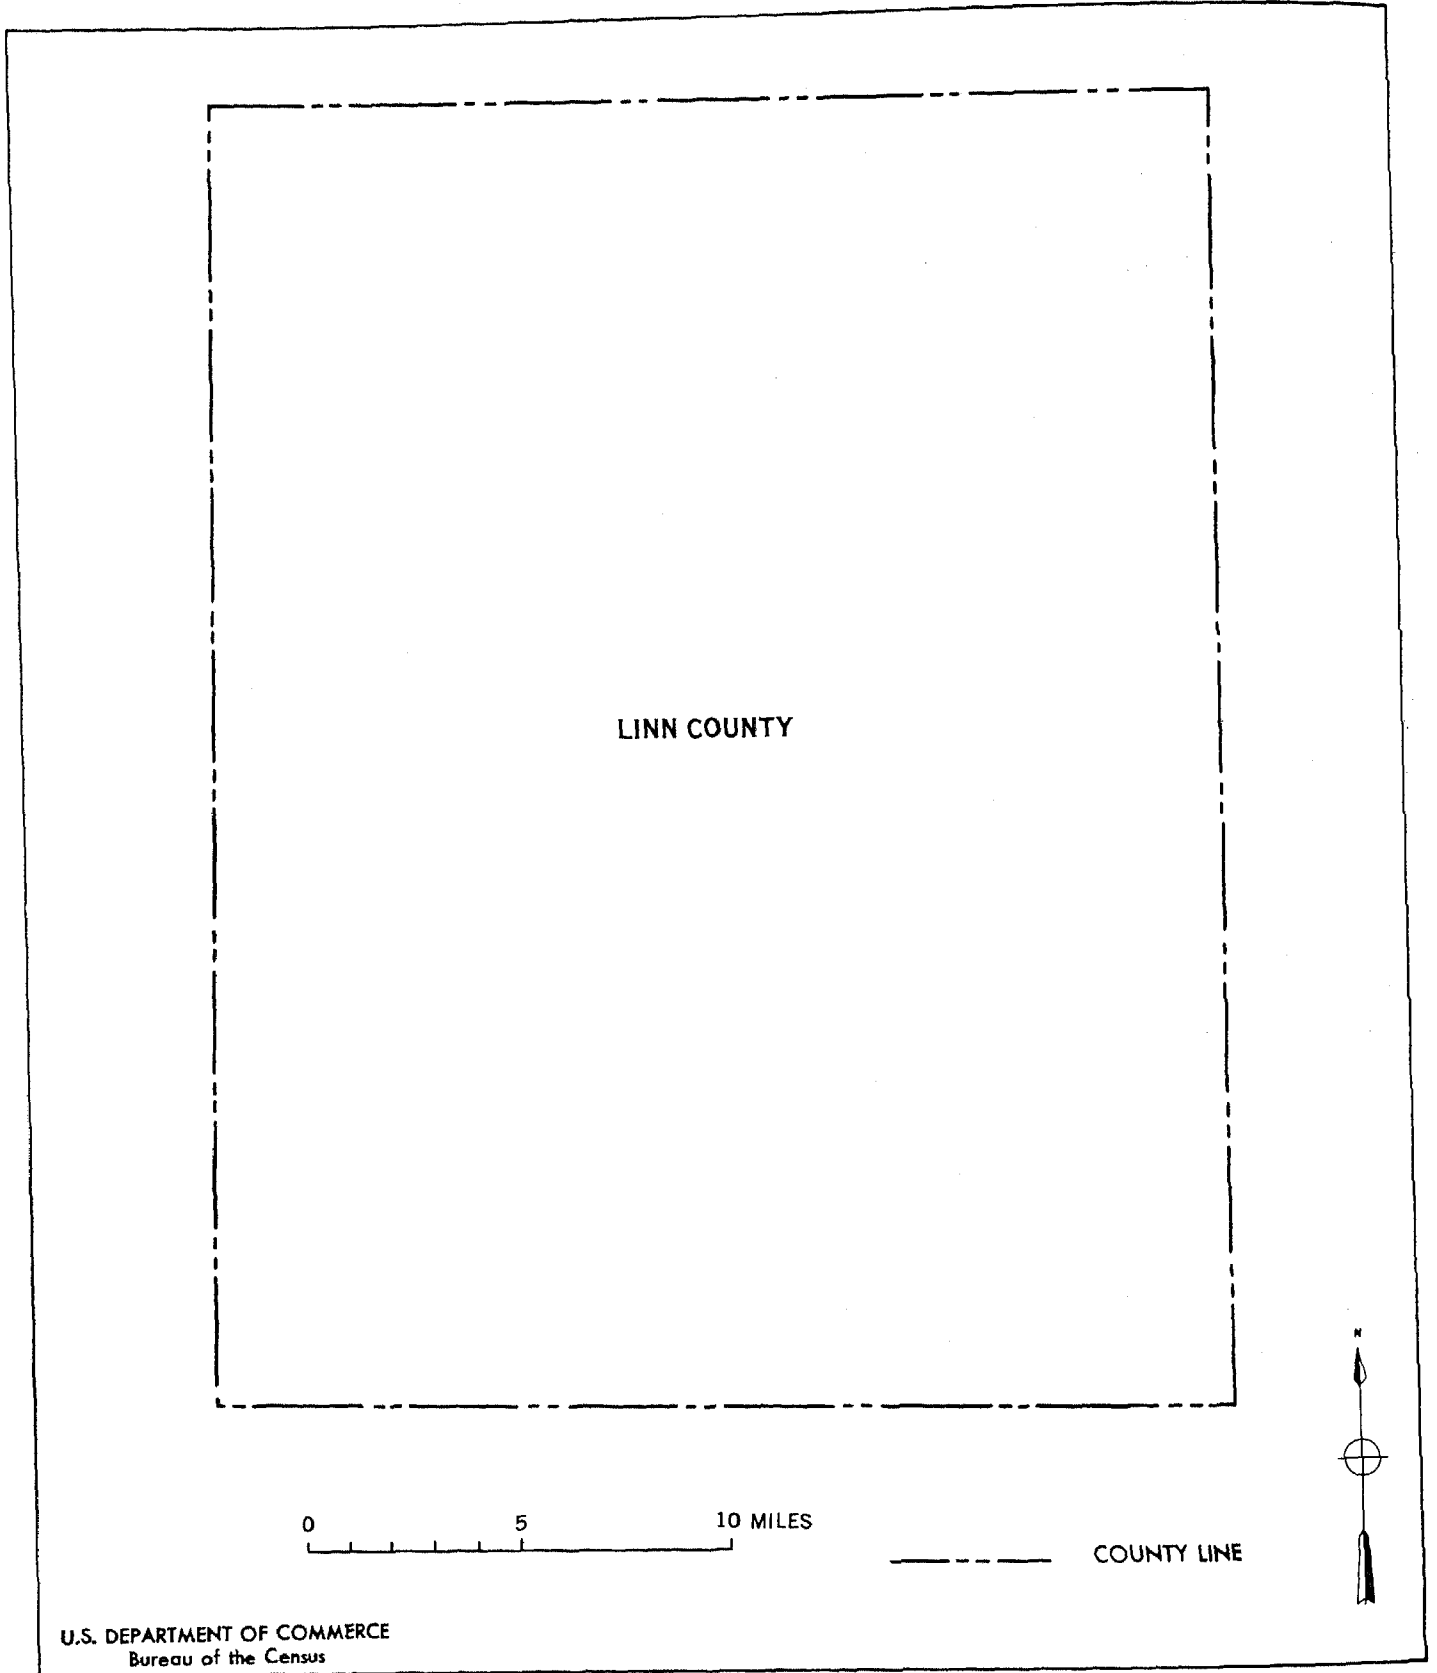 LINN COUNTY
N
0 5 10 MILES
COUNTY LINE
U.S. DEPARTMENT OF COMMERCE
Bureau of the Census